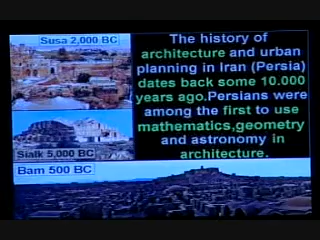 Susa 2,000 BC
The history of
architecture and urban
planning in Iran (Persia)
dates back some 10.000
years ago.Persians were
among the first to use
mathematics,geometry
and astronomy in
architecture.
Sialk 5,000 BC
Bam 500 BC